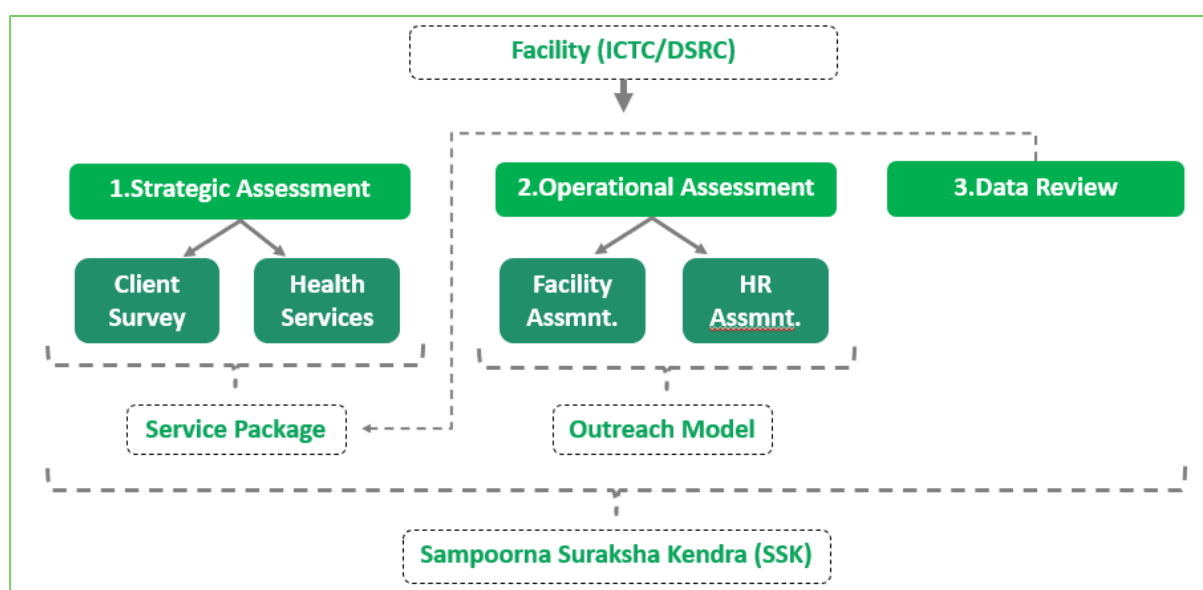 Facility (ICTC/DSRC)
1.Strategic Assessment
2.Operational Assessment
3.Data Review
Client
Survey
Health
Services
Facility
Assmnt.
HR
Assmnt.
Service Package
Outreach Model
Sampoorna Suraksha Kendra (SSK)